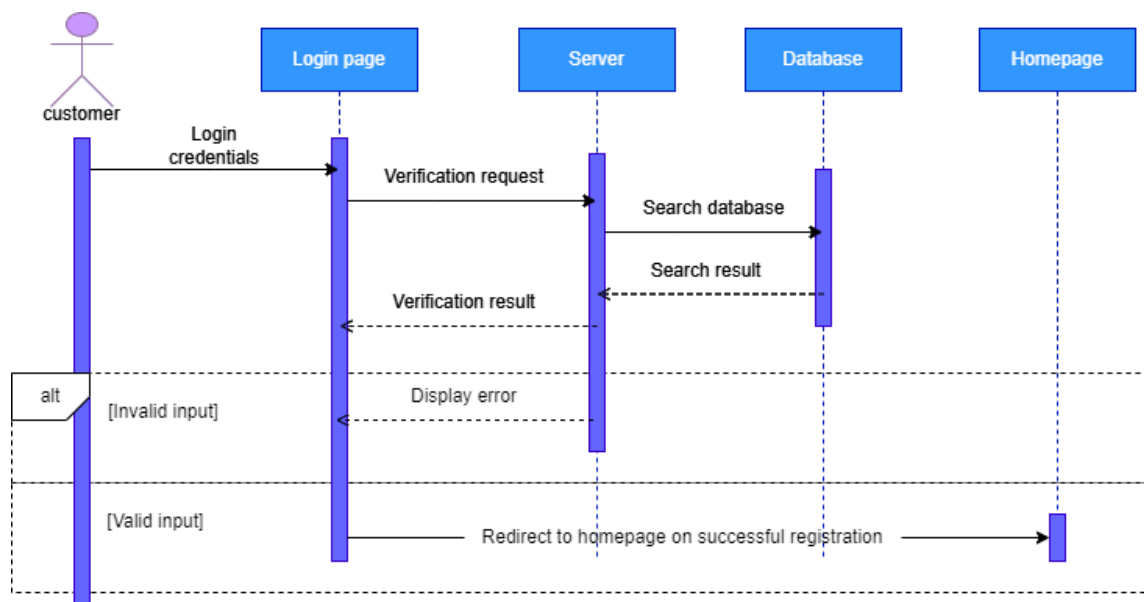 Login page
Server
Database
Homepage
customer
Login
credentials
Verification request
Search database
Search result
Verification result
alt
[Invalid input]
Display error
[Valid input]
Redirect to homepage on successful registration